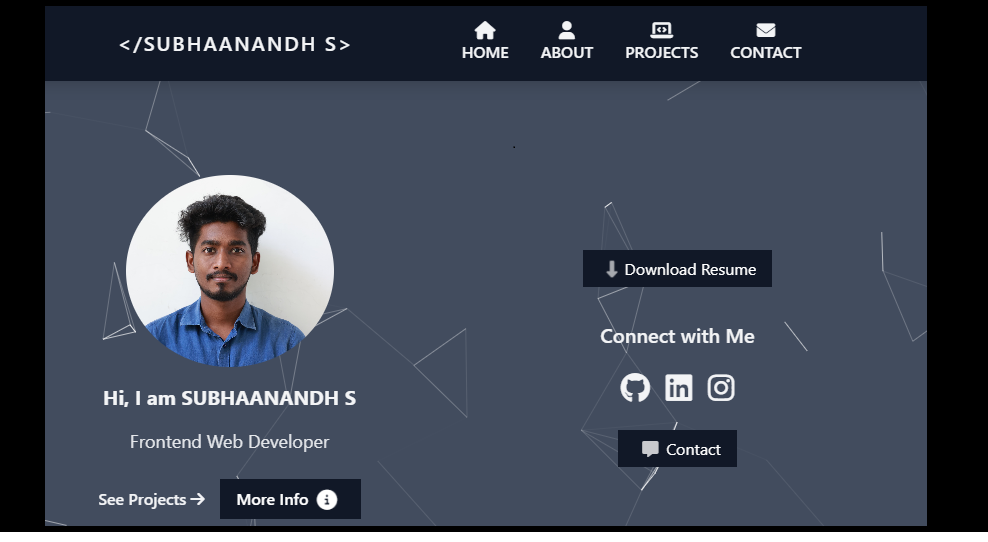 </SUBHAANANDH S>
HOME ABOUT PROJECTS CONTACT
Hi, I am SUBHAANANDH S
Frontend Web Developer
See Projects
More Info
Download Resume
Connect with Me
Contact